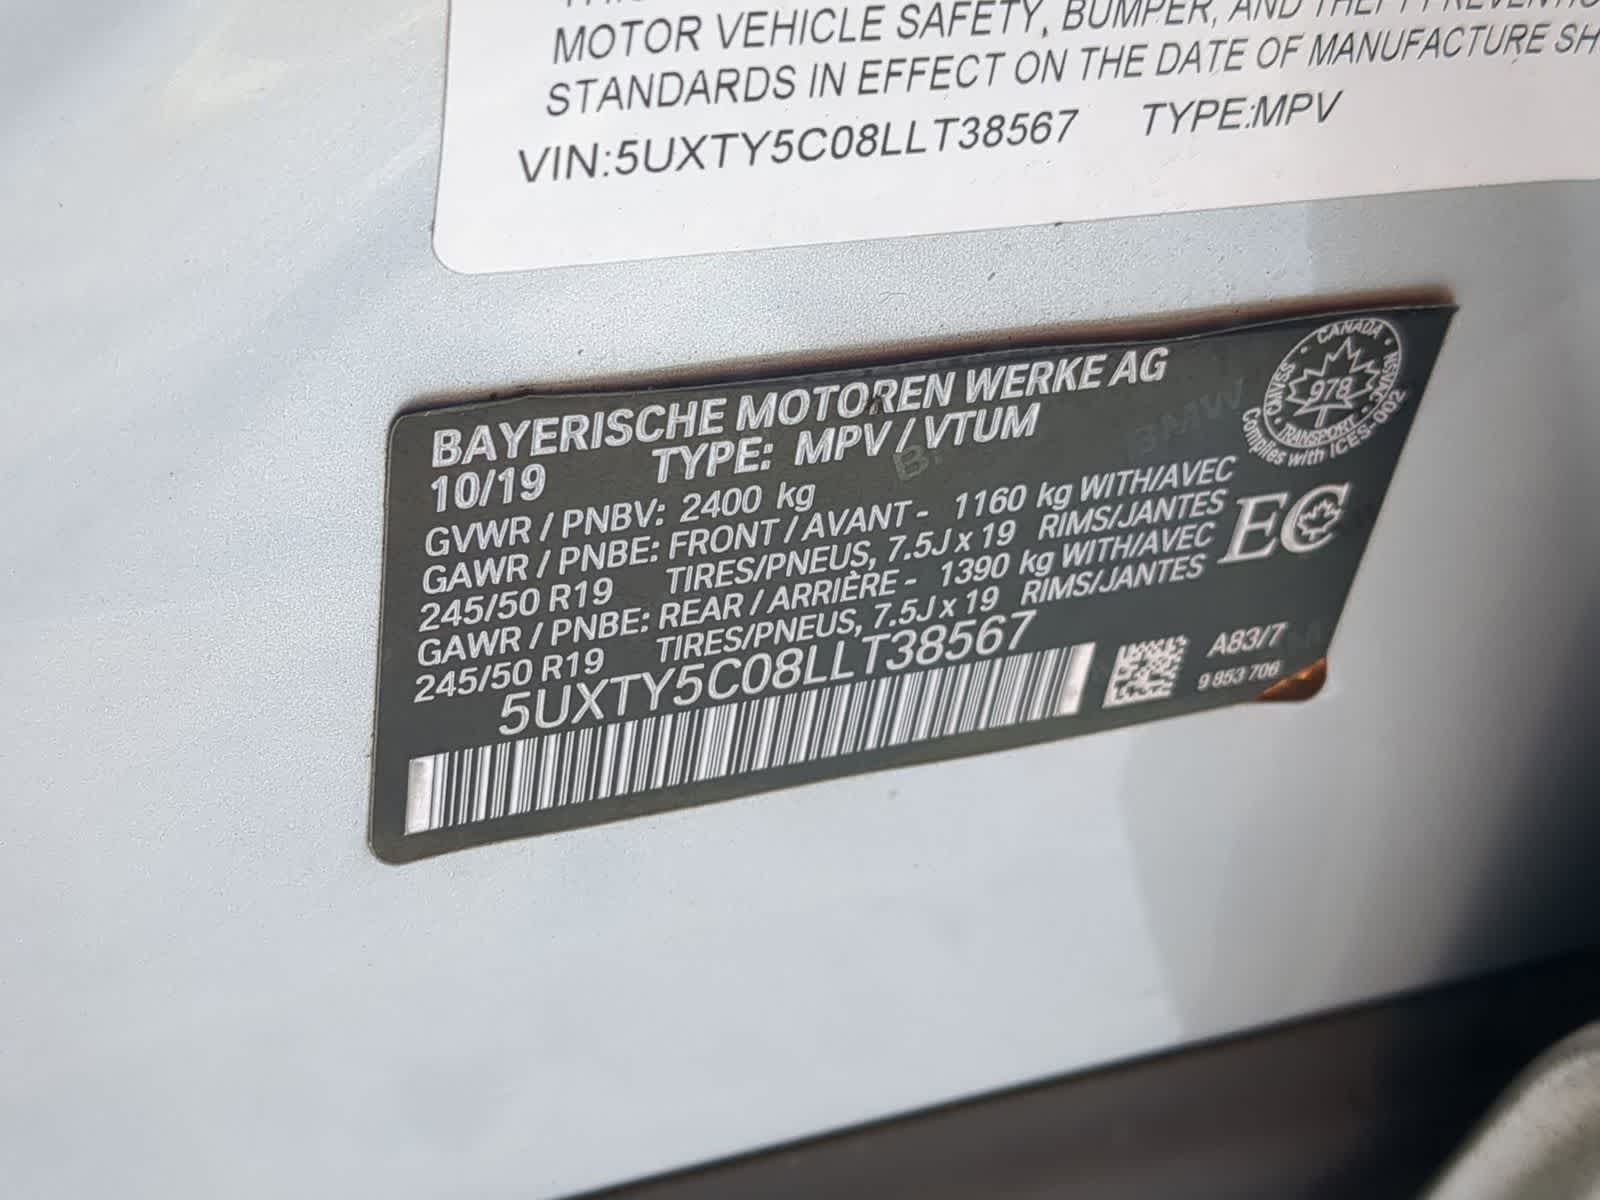 MOTOR VEHICLE SAFETY, BUMPER, AND THEFT PREVENTION
STANDARDS IN EFFECT ON THE DATE OF MANUFACTURE SH
VIN:5UXTY5C08LLT38567 TYPE:MPV
BAYERISCHE MOTOREN WERKE AG
10/19 TYPE: MPV / VTUM
GVWR / PNBV: 2400 kg
GAWR / PNBE: FRONT / AVANT - 1160 kg WITH/AVEC
245/50 R19 TIRES/PNEUS, 7.5J x 19 RIMS/JANTES
GAWR / PNBE: REAR / ARRIÈRE - 1390 kg WITH/AVEC
245/50 R19 TIRES/PNEUS, 7.5J x 19 RIMS/JANTES
5UXTY5C08LLT38567
CANADA
978
TRANSPORT
CMVSS
NSVAC
Complies with ICES-002
EC
BMW
A83/7
9 853 706